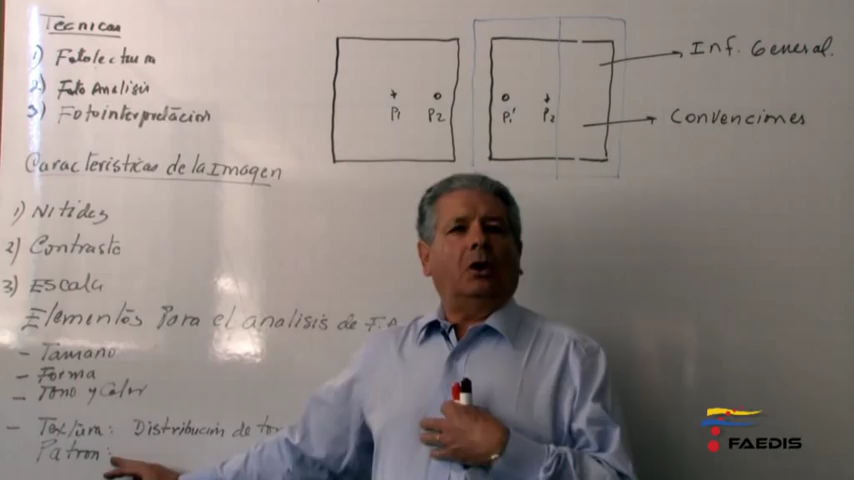 Tecnicas
1) Fotolectura
2) Foto Analisis
3) Fotointerpretación
Caracteristicas de la Imagen
1) Nitidez
2) Contraste
3) Escala
Elementos Para el analisis de F.A
- Tamaño
- Forma
- Tono y Color
- Textura: Distribución de
Patron:
P1 P2
P1' P2
Inf. General.
Convenciones
FAEDIS